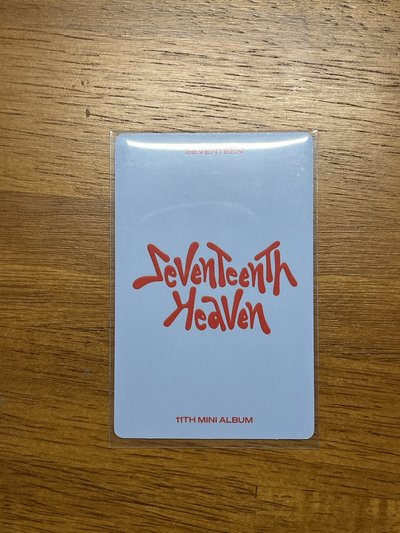 SEVENTEEN
SEVENTEENTH
HEAVEN
11TH MINI ALBUM